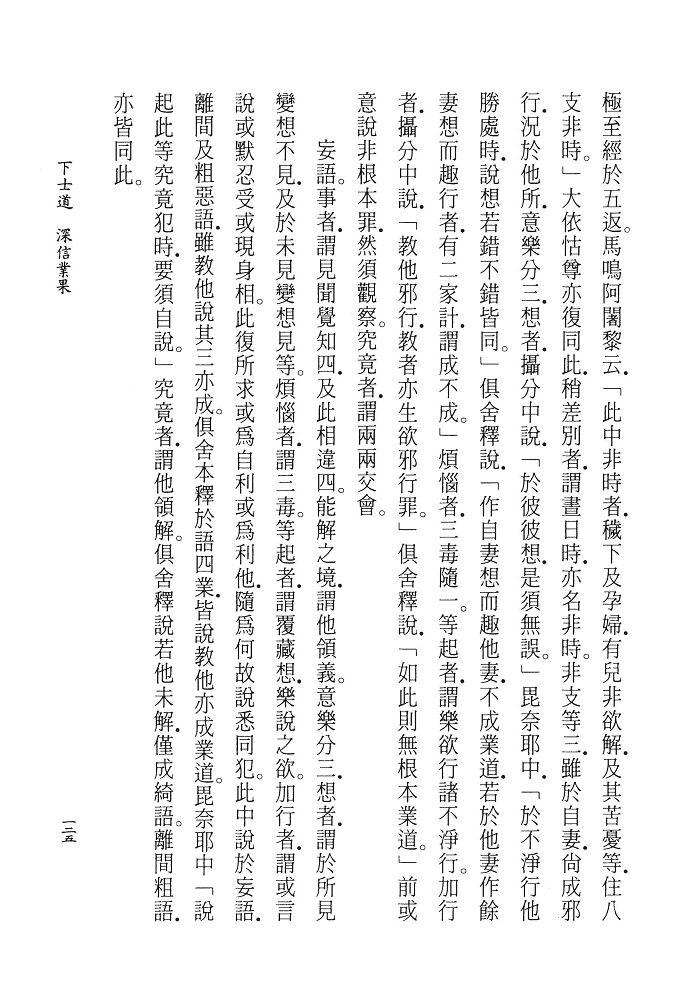 極至經於五返。馬鳴阿闍黎云．「此中非時者．穢下及孕婦．有兒非欲解．及其苦憂等．住八
支非時。」大依怙尊亦復同此．稍差別者．謂晝日時．亦名非時。非支等三．雖於自妻．尙成邪
行．況於他所．意樂分三．想者．攝分中說．「於彼彼想．是須無誤。」毘奈耶中．「於不淨行他
勝處時．說想若錯不錯皆同。」俱舍釋說．「作自妻想而趣他妻．不成業道．若於他妻作餘
妻想而趣行者．有二家計．謂成不成。」煩惱者．三毒隨一。等起者．謂樂欲行諸不淨行。加行
者．攝分中說．「教他邪行．教者亦生欲邪行罪。」俱舍釋說．「如此則無根本業道。」前或
意說非根本罪．然須觀察。究竟者．謂兩兩交會。
妄語。事者．謂見聞覺知四．及此相違四。能解之境．謂他領義。意樂分三．想者．謂於所見
變想不見．及於未見變想見等。煩惱者．謂三毒。等起者．謂覆藏想．樂說之欲。加行者．謂或言
說或默忍受或現身相。此復所求或爲自利或爲利他．隨爲何故說悉同犯。此中說於妄語．
離間及粗惡語．雖教他說其三亦成。俱舍本釋於語四業．皆說教他亦成業道。毘奈耶中「說
起此等究竟犯時．要須自說。」究竟者．謂他領解。俱舍釋說若他未解．僅成綺語。離間粗語．
亦皆同此。
下士道　深信業果
一二五